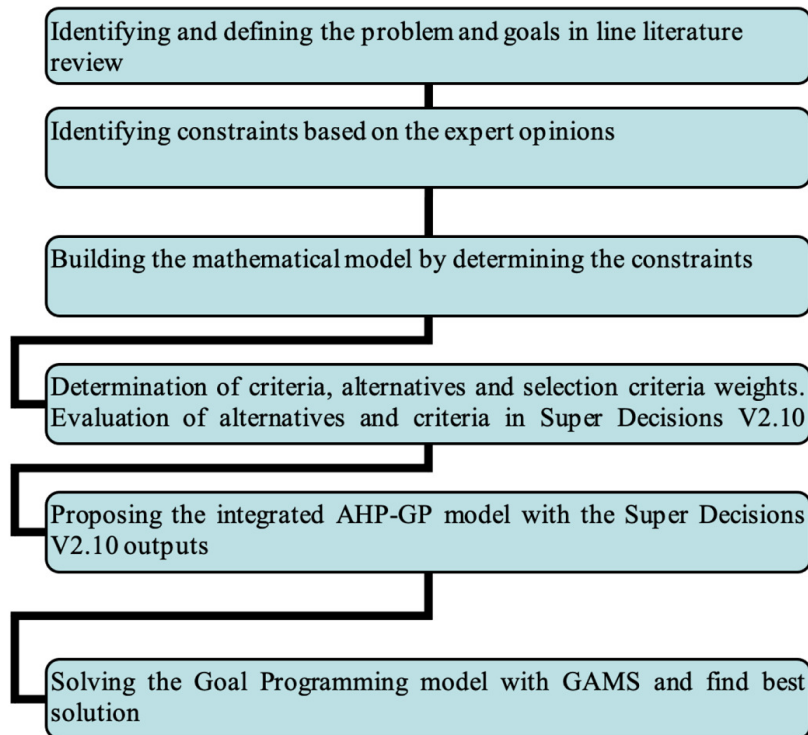 Identifying and defining the problem and goals in line literature
review
Identifying constraints based on the expert opinions
Building the mathematical model by determining the constraints
Determination of criteria, alternatives and selection criteria weights.
Evaluation of alternatives and criteria in Super Decisions V2.10
Proposing the integrated AHP-GP model with the Super Decisions
V2.10 outputs
Solving the Goal Programming model with GAMS and find best
solution